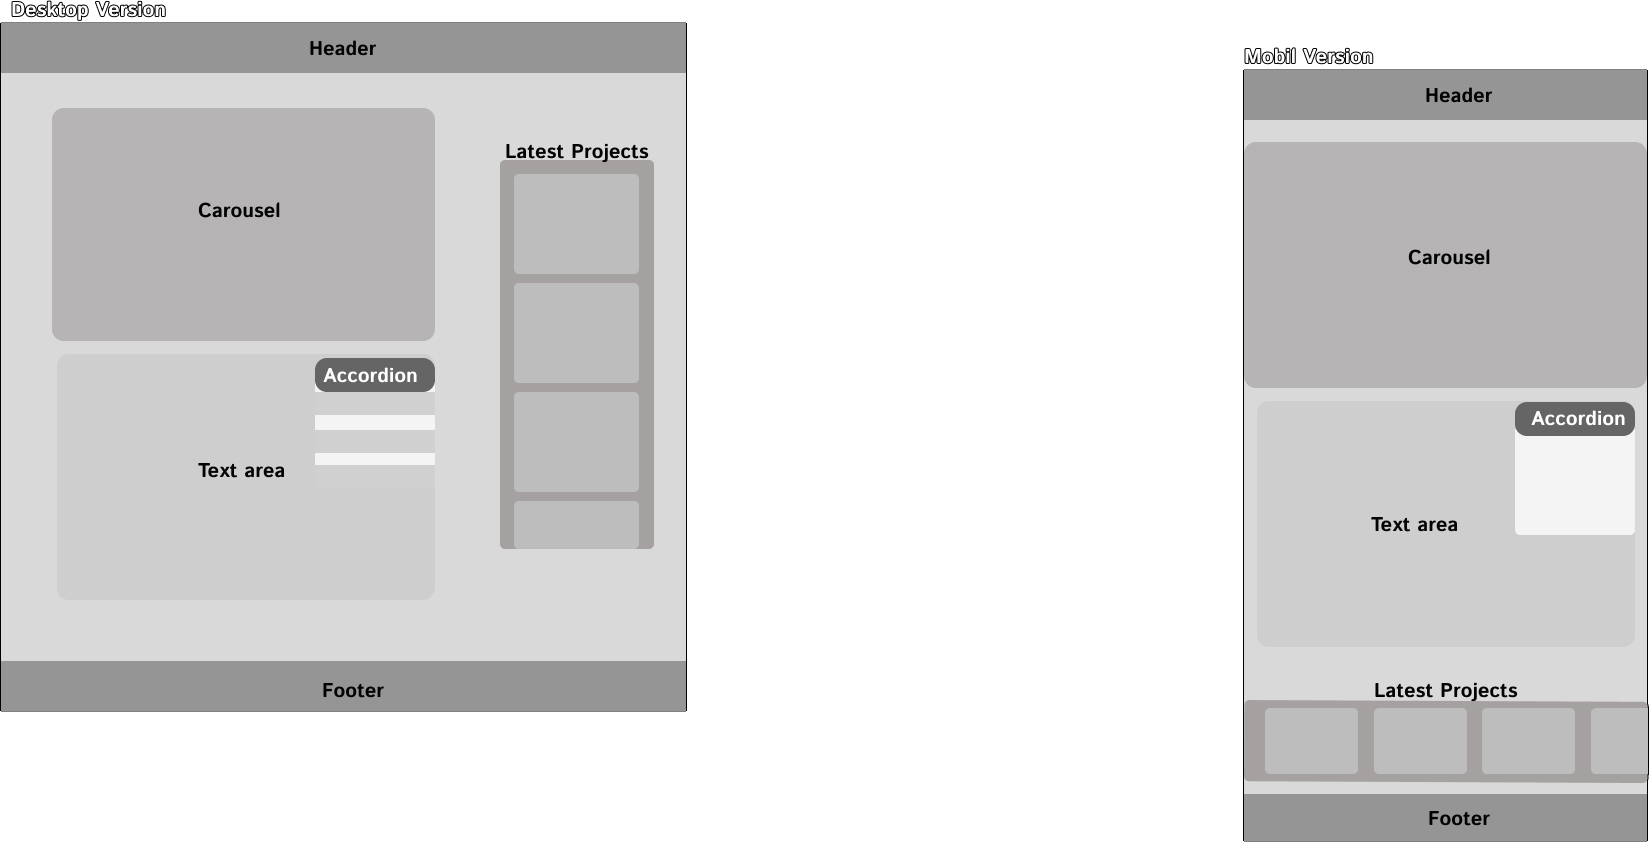 Desktop Version
Header
Carousel
Latest Projects
Accordion
Text area
Footer
Mobil Version
Header
Carousel
Accordion
Text area
Latest Projects
Footer